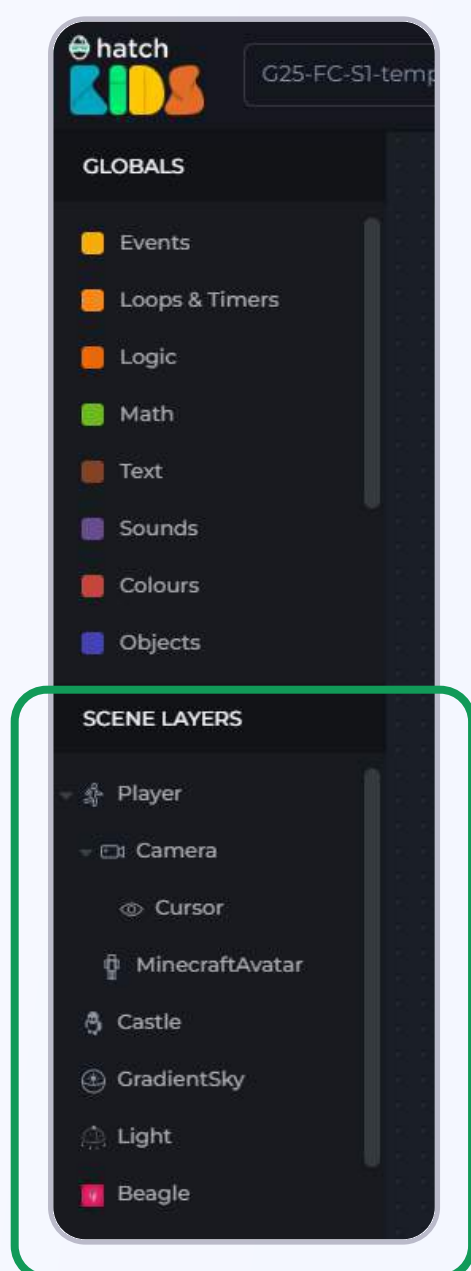 hatch
KIDS
G25-FC-S1-temp
GLOBALS
Events
Loops & Timers
Logic
Math
Text
Sounds
Colours
Objects
SCENE LAYERS
Player
Camera
Cursor
MinecraftAvatar
Castle
GradientSky
Light
Beagle